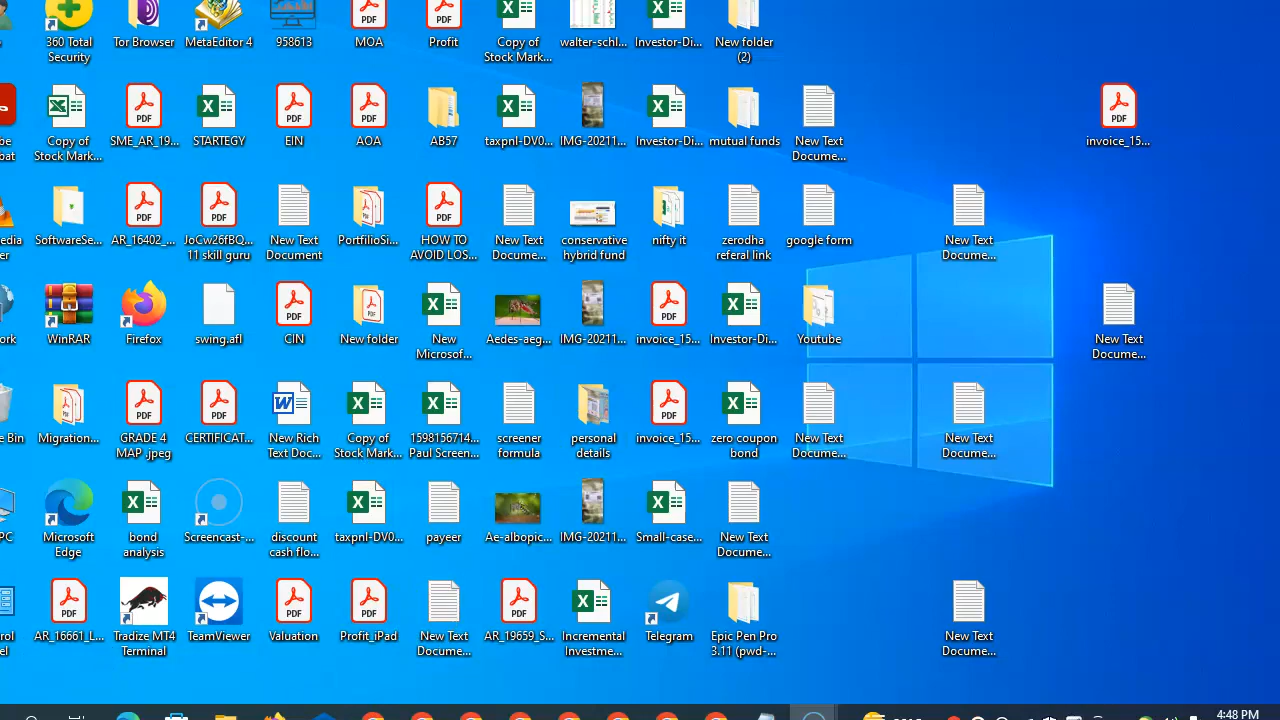 360 Total
Security
Tor Browser
MetaEditor 4
958613
MOA
Profit
Copy of
Stock Mark...
walter-schl...
Investor-Di...
New folder
(2)
Copy of
Stock Mark...
SME_AR_19...
STARTEGY
EIN
AOA
AB57
taxpnl-DV0...
IMG-20211...
Investor-Di...
mutual funds
New Text
Docume...
invoice_15...
SoftwareSe...
AR_16402_...
JoCw26fBQ...
11 skill guru
New Text
Document
PortfilioSi...
HOW TO
AVOID LOS...
New Text
Docume...
conservative
hybrid fund
nifty it
zerodha
referal link
google form
New Text
Docume...
WinRAR
Firefox
swing.afl
CIN
New folder
New
Microsof...
Aedes-aeg...
IMG-20211...
invoice_15...
Investor-Di...
Youtube
New Text
Docume...
e Bin
Migration...
GRADE 4
MAP .jpeg
CERTIFICAT...
New Rich
Text Doc...
Copy of
Stock Mark...
1598156714...
Paul Screen...
screener
formula
personal
details
invoice_15...
zero coupon
bond
New Text
Docume...
New Text
Docume...
PC
Microsoft
Edge
bond
analysis
Screencast-...
discount
cash flo...
taxpnl-DV0...
payeer
Ae-albopic...
IMG-20211...
Small-case...
New Text
Docume...
AR_16661_L...
Tradize MT4
Terminal
TeamViewer
Valuation
Profit_iPad
New Text
Docume...
AR_19659_S...
Incremental
Investme...
Telegram
Epic Pen Pro
3.11 (pwd-...
New Text
Docume...
4:48 PM